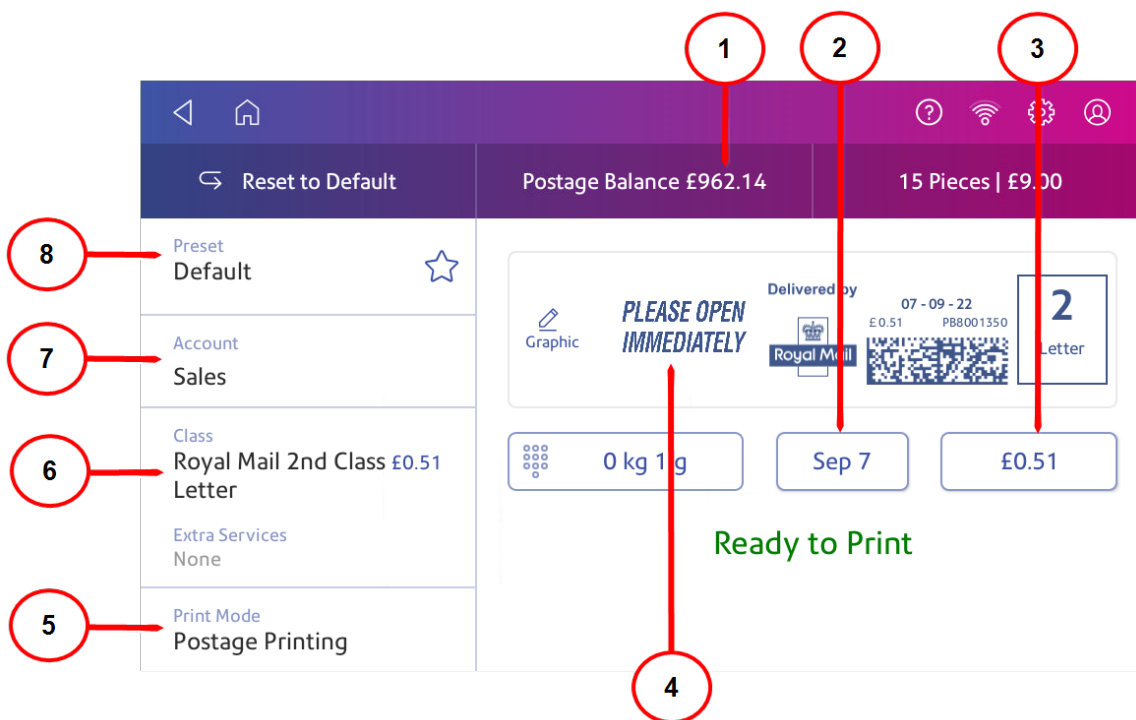 1
2
3
Reset to Default
Postage Balance £962.14
15 Pieces | £9.00
8
Preset
Default
7
Account
Sales
6
Class
Royal Mail 2nd Class £0.51
Letter
Extra Services
None
5
Print Mode
Postage Printing
Graphic
PLEASE OPEN
IMMEDIATELY
Delivered by
Royal Mail
07 - 09 - 22
£0.51 PB8001350
2
Letter
0 kg 1 g
Sep 7
£0.51
Ready to Print
4